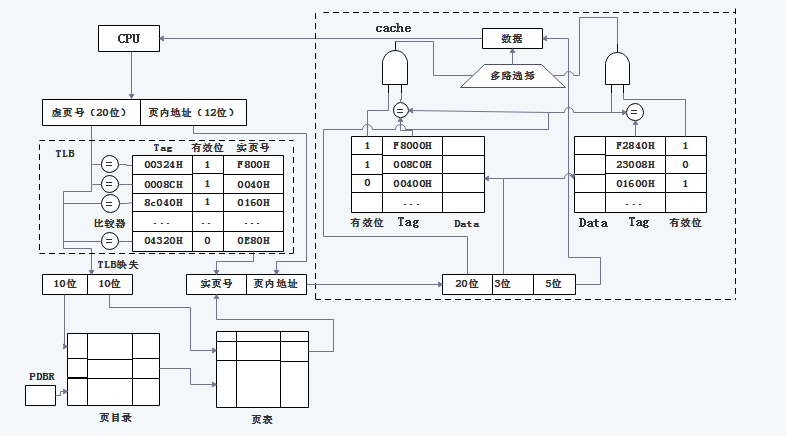 cache
CPU
数据
多路选择
虚页号（20位）
页内地址（12位）
TLB
Tag
有效位
实页号
=
00324H
1
F800H
=
0008CH
1
0040H
=
8c040H
1
0160H
比较器
---
--
---
=
04320H
0
0E80H
=
=
1
F8000H
1
008C0H
0
00400H
---
有效位
Tag
Data
F2840H
1
23008H
0
01600H
1
---
Data
Tag
有效位
TLB缺失
10位
10位
实页号
页内地址
20位
3位
5位
PDBR
页目录
页表